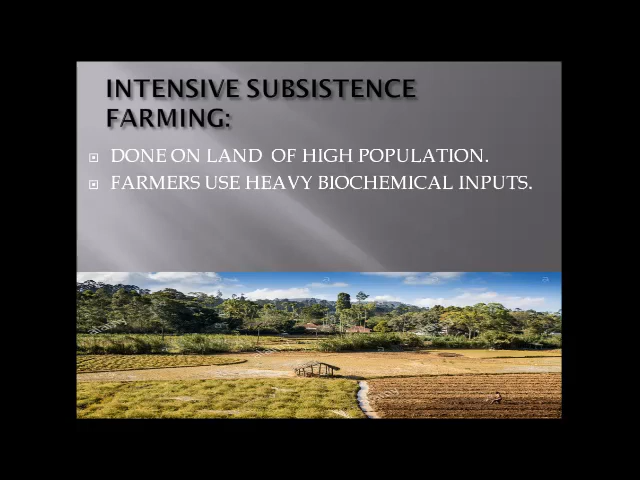 INTENSIVE SUBSISTENCE
FARMING:
DONE ON LAND OF HIGH POPULATION.
FARMERS USE HEAVY BIOCHEMICAL INPUTS.